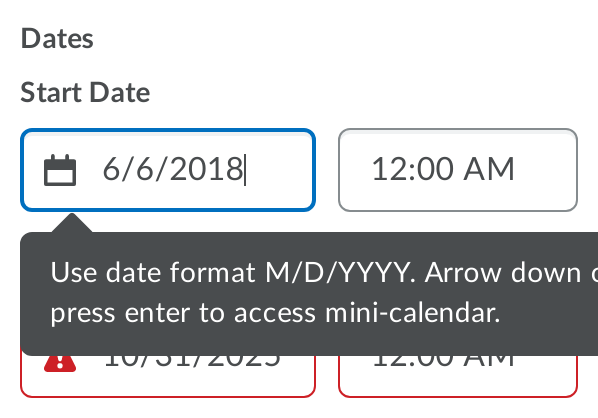 Dates
Start Date
6/6/2018 12:00 AM
Use date format M/D/YYYY. Arrow down
press enter to access mini-calendar.
10/31/2025 12:00 AM